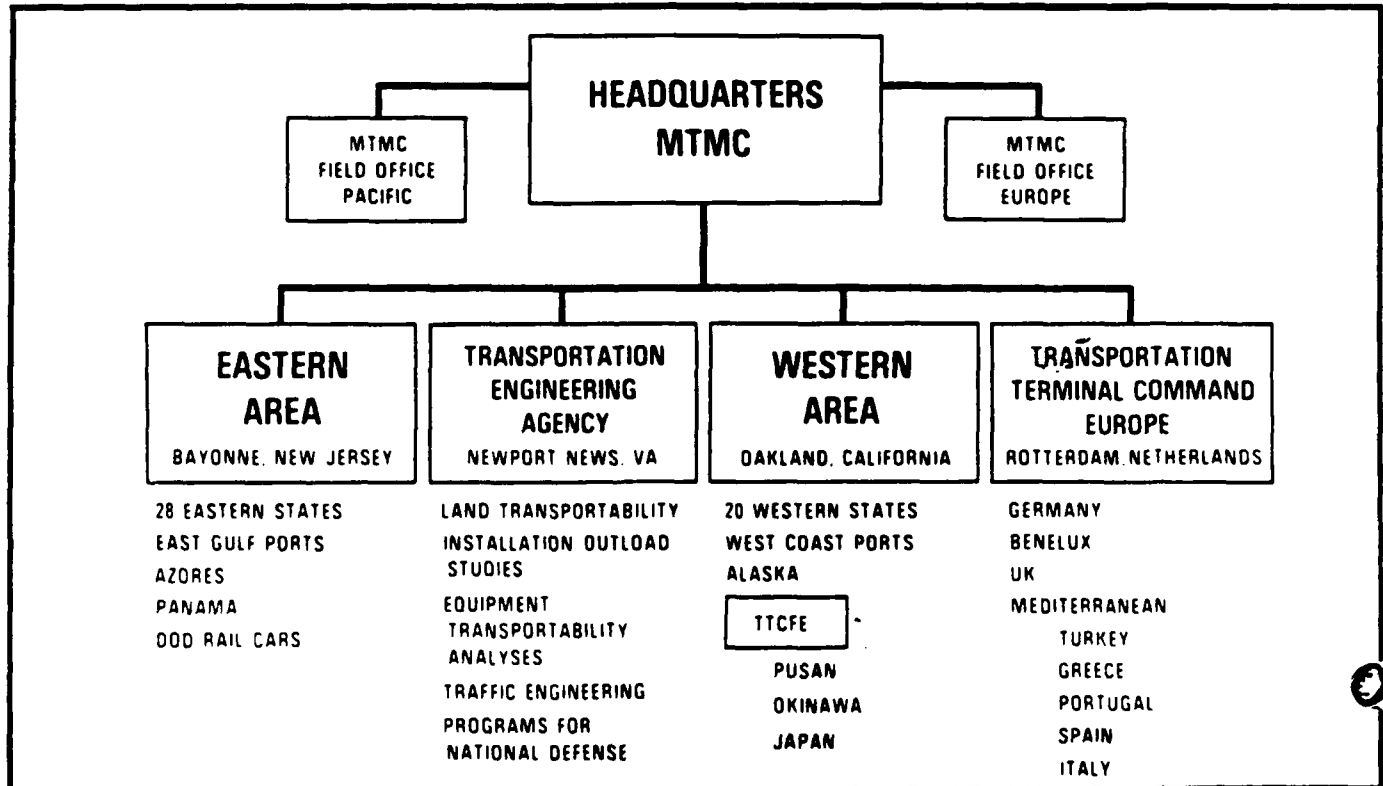 HEADQUARTERS
MTMC
MTMC
FIELD OFFICE
PACIFIC
MTMC
FIELD OFFICE
EUROPE
EASTERN
AREA
BAYONNE, NEW JERSEY
28 EASTERN STATES
EAST GULF PORTS
AZORES
PANAMA
DOD RAIL CARS
TRANSPORTATION
ENGINEERING
AGENCY
NEWPORT NEWS, VA
LAND TRANSPORTABILITY
INSTALLATION OUTLOAD
STUDIES
EQUIPMENT
TRANSPORTABILITY
ANALYSES
TRAFFIC ENGINEERING
PROGRAMS FOR
NATIONAL DEFENSE
WESTERN
AREA
OAKLAND, CALIFORNIA
20 WESTERN STATES
WEST COAST PORTS
ALASKA
TTCFE
PUSAN
OKINAWA
JAPAN
TRANSPORTATION
TERMINAL COMMAND
EUROPE
ROTTERDAM, NETHERLANDS
GERMANY
BENELUX
UK
MEDITERRANEAN
TURKEY
GREECE
PORTUGAL
SPAIN
ITALY